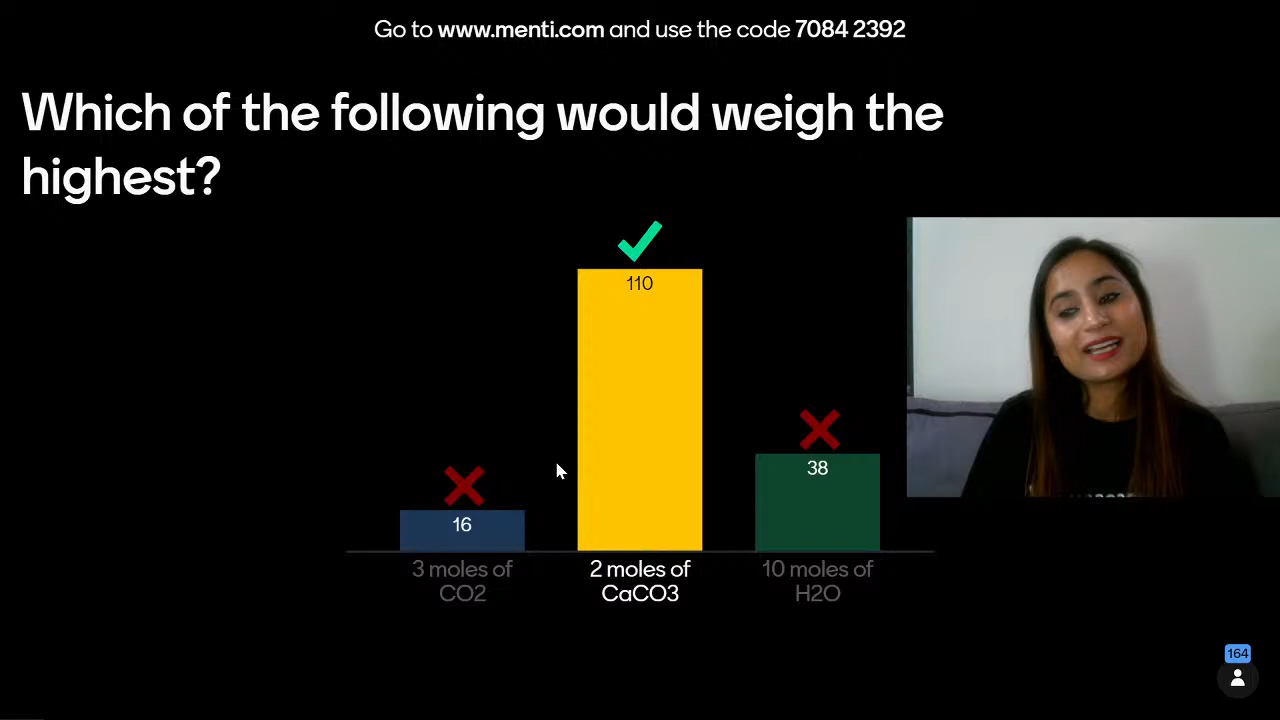 Go to www.menti.com and use the code 7084 2392
Which of the following would weigh the
highest?
110
38
16
3 moles of
CO2
2 moles of
CaCO3
10 moles of
H2O
164